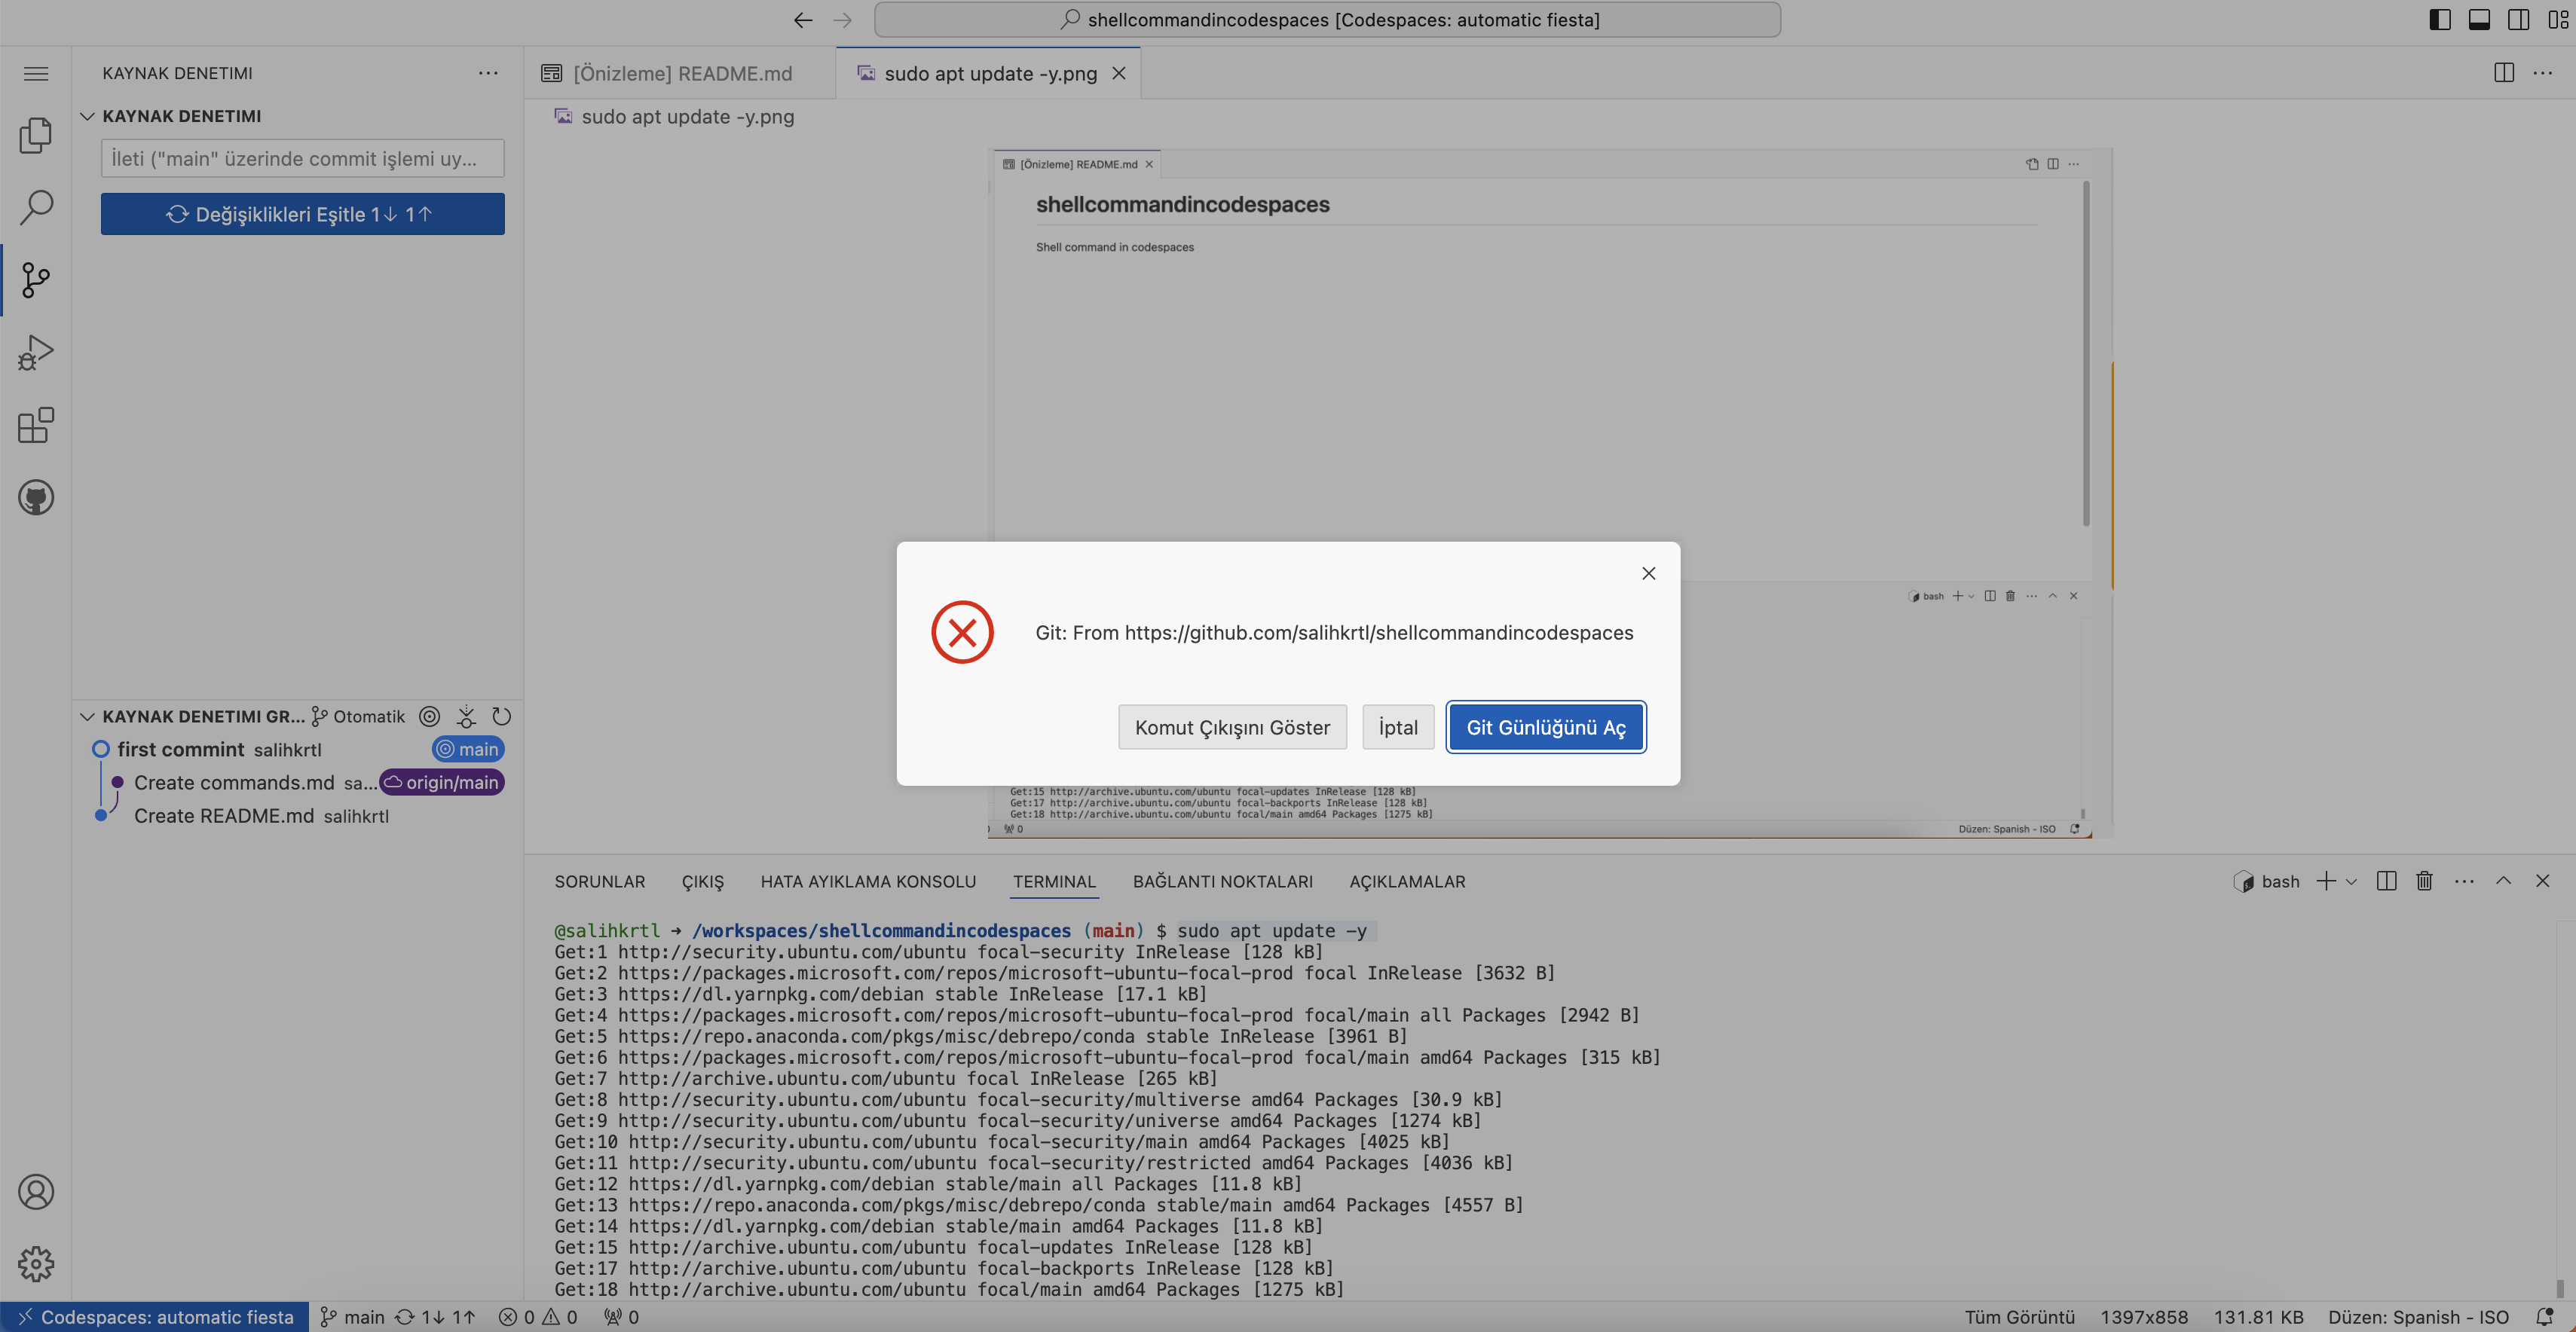 shellcommandincodespaces [Codespaces: automatic fiesta]
KAYNAK DENETIMI
KAYNAK DENETIMI
İleti ("main" üzerinde commit işlemi uy...
Değişiklikleri Eşitle 1↓ 1↑
KAYNAK DENETIMI GR... Otomatik
first commint salihkrtl main
Create commands.md sa... origin/main
Create README.md salihkrtl
[Önizleme] README.md
sudo apt update -y.png
sudo apt update -y.png
[Önizleme] README.md
shellcommandincodespaces
Shell command in codespaces
bash
Git: From https://github.com/salihkrtl/shellcommandincodespaces
Komut Çıkışını Göster
İptal
Git Günlüğünü Aç
Get:15 http://archive.ubuntu.com/ubuntu focal-updates InRelease [128 kB]
Get:17 http://archive.ubuntu.com/ubuntu focal-backports InRelease [128 kB]
Get:18 http://archive.ubuntu.com/ubuntu focal/main amd64 Packages [1275 kB]
0
Düzen: Spanish - ISO
SORUNLAR ÇIKIŞ HATA AYIKLAMA KONSOLU TERMINAL BAĞLANTI NOKTALARI AÇIKLAMALAR
bash
@salihkrtl → /workspaces/shellcommandincodespaces (main) $ sudo apt update -y
Get:1 http://security.ubuntu.com/ubuntu focal-security InRelease [128 kB]
Get:2 https://packages.microsoft.com/repos/microsoft-ubuntu-focal-prod focal InRelease [3632 B]
Get:3 https://dl.yarnpkg.com/debian stable InRelease [17.1 kB]
Get:4 https://packages.microsoft.com/repos/microsoft-ubuntu-focal-prod focal/main all Packages [2942 B]
Get:5 https://repo.anaconda.com/pkgs/misc/debrepo/conda stable InRelease [3961 B]
Get:6 https://packages.microsoft.com/repos/microsoft-ubuntu-focal-prod focal/main amd64 Packages [315 kB]
Get:7 http://archive.ubuntu.com/ubuntu focal InRelease [265 kB]
Get:8 http://security.ubuntu.com/ubuntu focal-security/multiverse amd64 Packages [30.9 kB]
Get:9 http://security.ubuntu.com/ubuntu focal-security/universe amd64 Packages [1274 kB]
Get:10 http://security.ubuntu.com/ubuntu focal-security/main amd64 Packages [4025 kB]
Get:11 http://security.ubuntu.com/ubuntu focal-security/restricted amd64 Packages [4036 kB]
Get:12 https://dl.yarnpkg.com/debian stable/main all Packages [11.8 kB]
Get:13 https://repo.anaconda.com/pkgs/misc/debrepo/conda stable/main amd64 Packages [4557 B]
Get:14 https://dl.yarnpkg.com/debian stable/main amd64 Packages [11.8 kB]
Get:15 http://archive.ubuntu.com/ubuntu focal-updates InRelease [128 kB]
Get:17 http://archive.ubuntu.com/ubuntu focal-backports InRelease [128 kB]
Get:18 http://archive.ubuntu.com/ubuntu focal/main amd64 Packages [1275 kB]
Codespaces: automatic fiesta main 1↓ 1↑ 0 0 0
Tüm Görüntü 1397x858 131.81 KB Düzen: Spanish - ISO